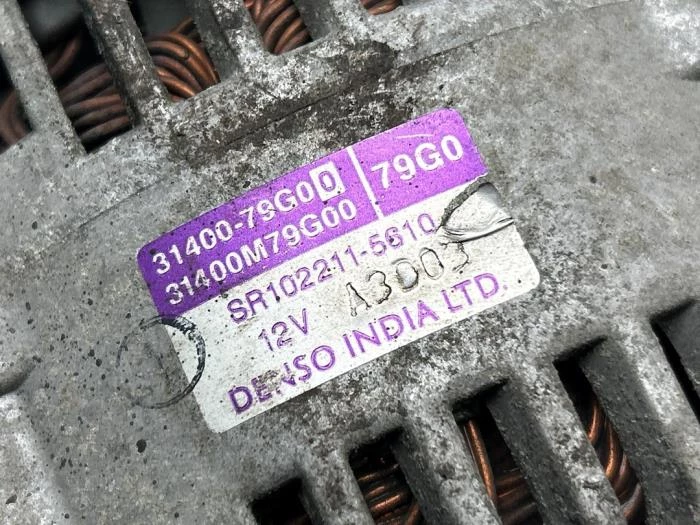 31400-79G00 79G0
31400M79G00
SR102211-5610
12V A3D03
DENSO INDIA LTD.